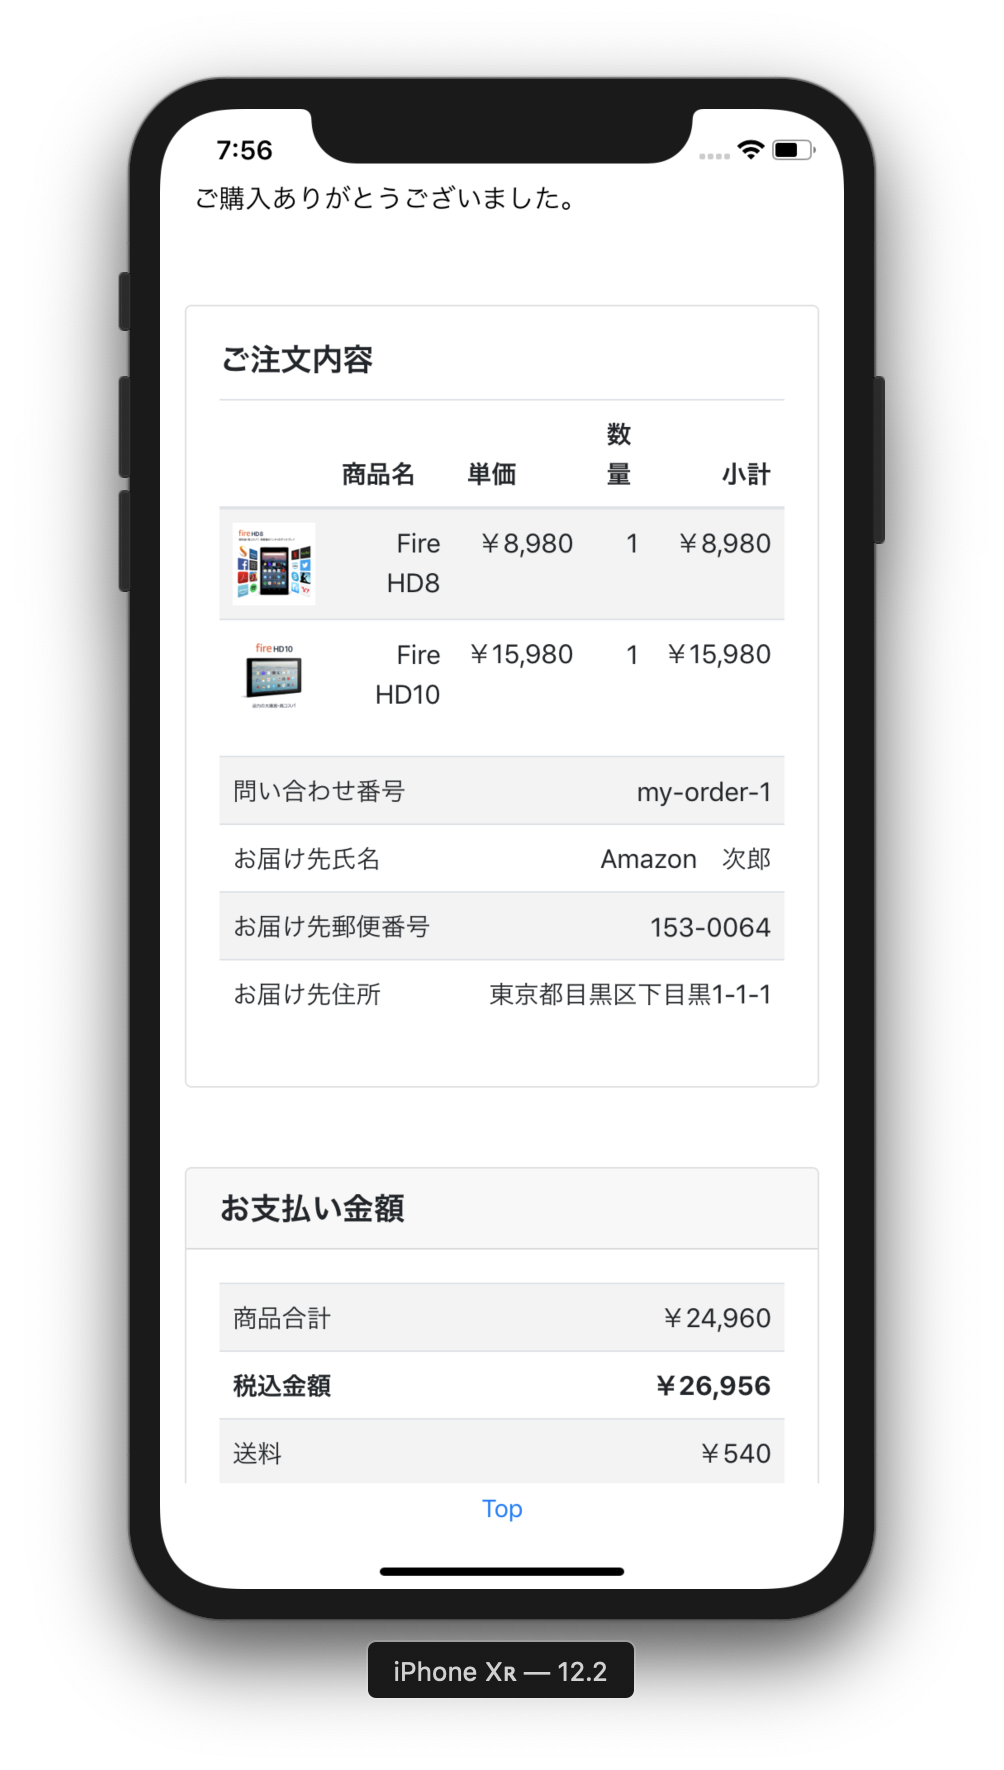 7:56
ご購入ありがとうございました。
ご注文内容
商品名 単価 数量 小計
fire HD8
Fire HD8 ￥8,980 1 ￥8,980
fire HD10
Fire HD10 ￥15,980 1 ￥15,980
問い合わせ番号 my-order-1
お届け先氏名 Amazon　次郎
お届け先郵便番号 153-0064
お届け先住所 東京都目黒区下目黒1-1-1
お支払い金額
商品合計 ￥24,960
税込金額 ￥26,956
送料 ￥540
Top
iPhone Xʀ — 12.2